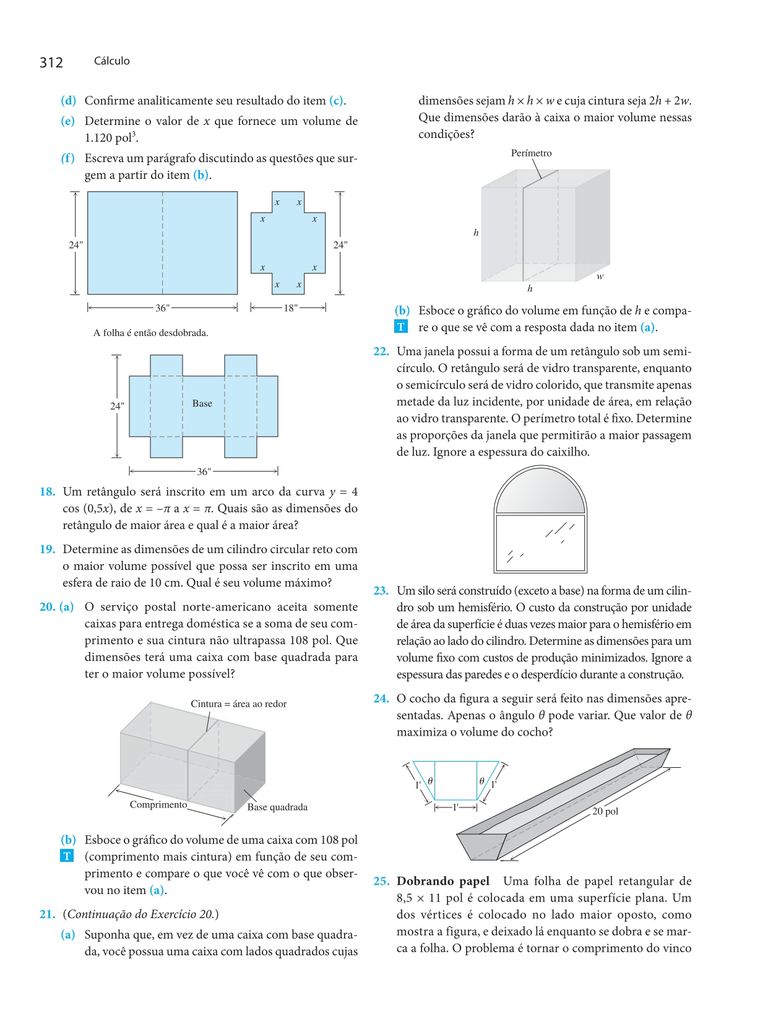 312 Cálculo
(d) Confirme analiticamente seu resultado do item (c).
(e) Determine o valor de x que fornece um volume de
1.120 pol³.
(f) Escreva um parágrafo discutindo as questões que sur-
gem a partir do item (b).
x x
x x
24" 24"
x x
x x
36" 18"
A folha é então desdobrada.
24" Base
36"
18. Um retângulo será inscrito em um arco da curva y = 4
cos (0,5x), de x = –π a x = π. Quais são as dimensões do
retângulo de maior área e qual é a maior área?
19. Determine as dimensões de um cilindro circular reto com
o maior volume possível que possa ser inscrito em uma
esfera de raio de 10 cm. Qual é seu volume máximo?
20. (a) O serviço postal norte-americano aceita somente
caixas para entrega doméstica se a soma de seu com-
primento e sua cintura não ultrapassa 108 pol. Que
dimensões terá uma caixa com base quadrada para
ter o maior volume possível?
Cintura = área ao redor
Comprimento Base quadrada
(b) Esboce o gráfico do volume de uma caixa com 108 pol
T (comprimento mais cintura) em função de seu com-
primento e compare o que você vê com o que obser-
vou no item (a).
21. (Continuação do Exercício 20.)
(a) Suponha que, em vez de uma caixa com base quadra-
da, você possua uma caixa com lados quadrados cujas
dimensões sejam h × h × w e cuja cintura seja 2h + 2w.
Que dimensões darão à caixa o maior volume nessas
condições?
Perímetro
h
w
h
(b) Esboce o gráfico do volume em função de h e compa-
T re o que se vê com a resposta dada no item (a).
22. Uma janela possui a forma de um retângulo sob um semi-
círculo. O retângulo será de vidro transparente, enquanto
o semicírculo será de vidro colorido, que transmite apenas
metade da luz incidente, por unidade de área, em relação
ao vidro transparente. O perímetro total é fixo. Determine
as proporções da janela que permitirão a maior passagem
de luz. Ignore a espessura do caixilho.
23. Um silo será construído (exceto a base) na forma de um cilin-
dro sob um hemisfério. O custo da construção por unidade
de área da superfície é duas vezes maior para o hemisfério em
relação ao lado do cilindro. Determine as dimensões para um
volume fixo com custos de produção minimizados. Ignore a
espessura das paredes e o desperdício durante a construção.
24. O cocho da figura a seguir será feito nas dimensões apre-
sentadas. Apenas o ângulo θ pode variar. Que valor de θ
maximiza o volume do cocho?
1' θ θ 1'
1'
20 pol
25. Dobrando papel Uma folha de papel retangular de
8,5 × 11 pol é colocada em uma superfície plana. Um
dos vértices é colocado no lado maior oposto, como
mostra a figura, e deixado lá enquanto se dobra e se mar-
ca a folha. O problema é tornar o comprimento do vinco